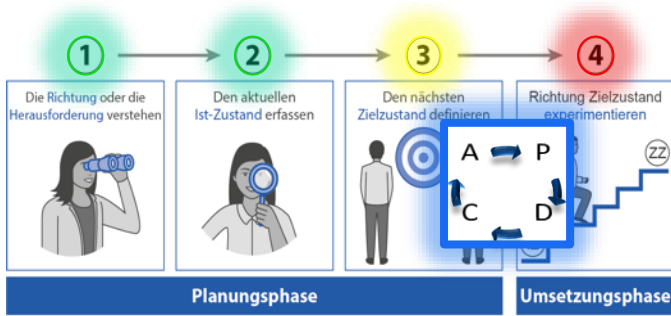 1
2
3
4
Die Richtung oder die
Herausforderung verstehen
Den aktuellen
Ist-Zustand erfassen
Den nächsten
Zielzustand definieren
Richtung Zielzustand
experimentieren
A P
C D
ZZ
Planungsphase
Umsetzungsphase